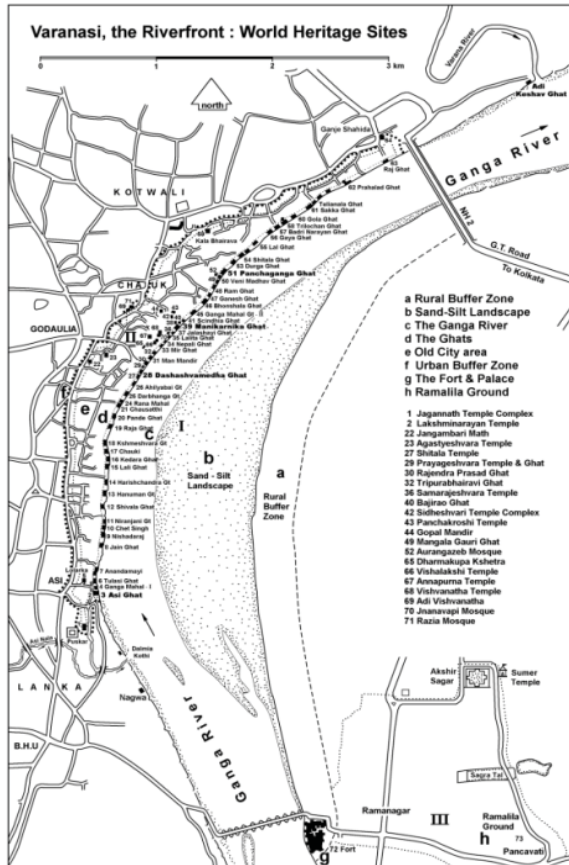 Varanasi, the Riverfront : World Heritage Sites
0 1 2 3 km
north
Varana River
Adi
Keshav Ghat
Ganje Shahida
Raj Ghat
Ganga River
62 Prahalad Ghat
KOTWALI
Telianala Ghat
61 Sakka Ghat
60 Gola Ghat
58 Trilochan Ghat
57 Badri Narayan Ghat
56 Gaya Ghat
55 Lal Ghat
Kala Bhairava
NH 2
G.T. Road
To Kolkata
54 Shitala Ghat
53 Durga Ghat
51 Panchaganga Ghat
50 Veni Madhav Ghat
48 Ram Ghat
47 Ganesh Ghat
46 Bhonshala Ghat
45 Ganga Mahal Gt - II
41 Scindhia Ghat
39 Manikarnika Ghat
37 Jalashayi Ghat
35 Lalita Ghat
34 Nepali Ghat
33 Mir Ghat
31 Man Mandir
CHAUK
GODAULIA
II
28 Dashashvamedha Ghat
26 Ahilyabai Gt
25 Darbhanga Gt
24 Rana Mahal
21 Chausatthi
20 Pande Ghat
19 Raja Ghat
18 Kshmeshvara Gt
17 Chauki
16 Kedara Ghat
15 Lali Ghat
14 Harishchandra Gt
13 Hanuman Gt
12 Shivala Ghat
11 Niranjani Gt
10 Chet Singh
9 Nishadaraj
8 Jain Ghat
7 Anandamayi
6 Tulasi Ghat
4 Ganga Mahal - I
3 Asi Ghat
f
e
d
c
I
b
Sand - Silt
Landscape
a
Rural
Buffer
Zone
a Rural Buffer Zone
b Sand-Silt Landscape
c The Ganga River
d The Ghats
e Old City area
f Urban Buffer Zone
g The Fort & Palace
h Ramalila Ground
1 Jagannath Temple Complex
2 Lakshminarayan Temple
22 Jangambari Math
23 Agastyeshvara Temple
27 Shitala Temple
29 Prayageshvara Temple & Ghat
30 Rajendra Prasad Ghat
32 Tripurabhairavi Ghat
36 Samarajeshvara Temple
40 Bajirao Ghat
42 Sidheshvari Temple Complex
43 Panchakroshi Temple
44 Gopal Mandir
49 Mangala Gauri Ghat
52 Aurangazeb Mosque
65 Dharmakupa Kshetra
66 Vishalakshi Temple
67 Annapurna Temple
68 Vishvanatha Temple
69 Adi Vishvanatha
70 Jnanavapi Mosque
71 Razia Mosque
ASI
Lolarka
Asi Nala
Puskar
LANKA
B.H.U
Dalmia
Kothi
Nagwa
Ganga River
Akshir
Sagar
Sumer
Temple
Sagra Tal
Ramanagar
III
Ramalila
Ground
h
73
Pancavati
72 Fort
g